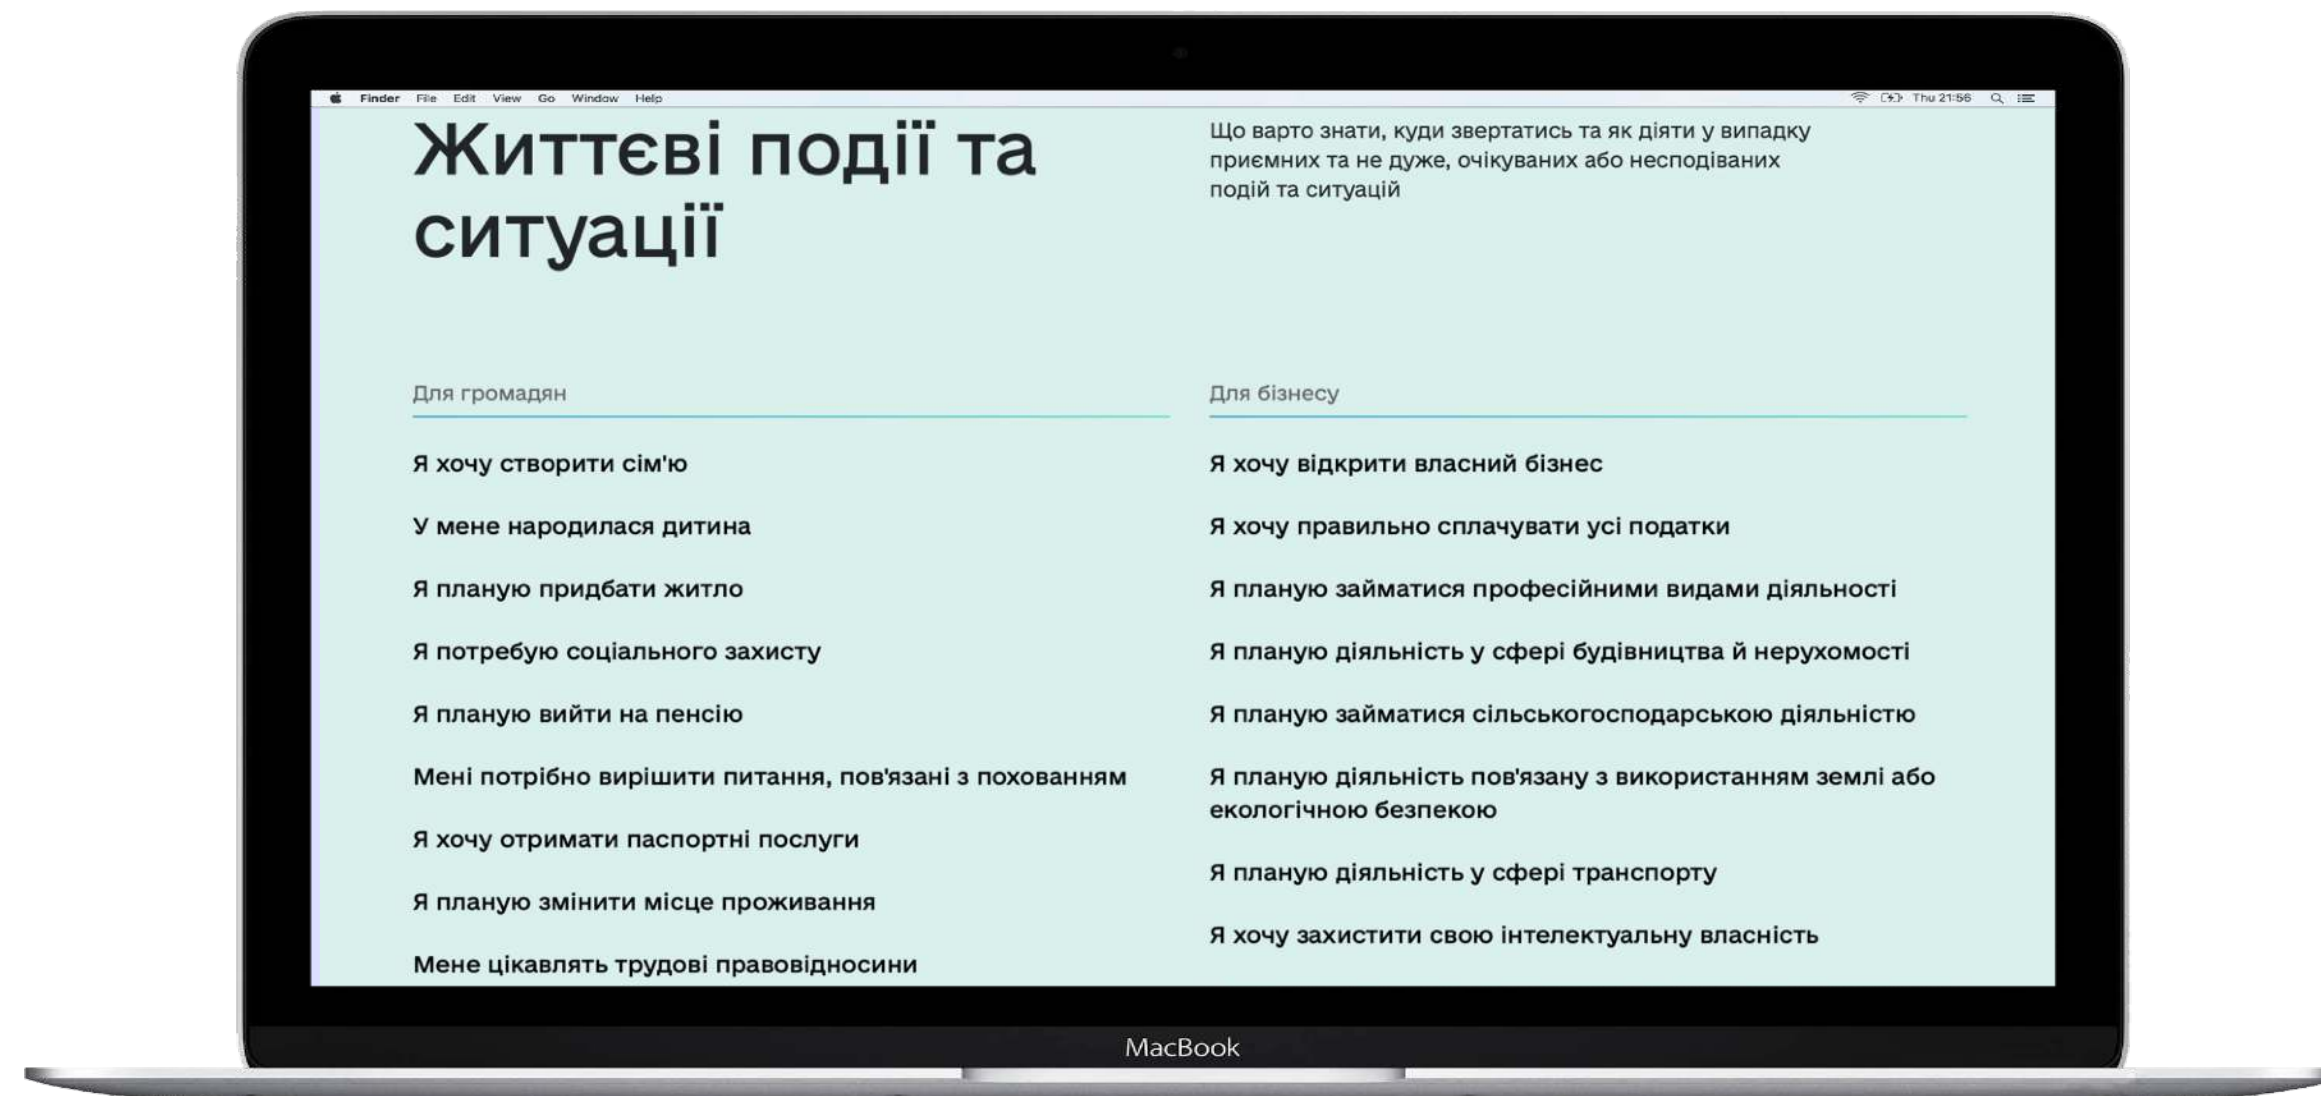 Finder File Edit View Go Window Help
Thu 21:56
Життєві події та
ситуації
Що варто знати, куди звертатись та як діяти у випадку
приємних та не дуже, очікуваних або несподіваних
подій та ситуацій
Для громадян
Я хочу створити сім'ю
У мене народилася дитина
Я планую придбати житло
Я потребую соціального захисту
Я планую вийти на пенсію
Мені потрібно вирішити питання, пов'язані з похованням
Я хочу отримати паспортні послуги
Я планую змінити місце проживання
Мене цікавлять трудові правовідносини
Для бізнесу
Я хочу відкрити власний бізнес
Я хочу правильно сплачувати усі податки
Я планую займатися професійними видами діяльності
Я планую діяльність у сфері будівництва й нерухомості
Я планую займатися сільськогосподарською діяльністю
Я планую діяльність пов'язану з використанням землі або
екологічною безпекою
Я планую діяльність у сфері транспорту
Я хочу захистити свою інтелектуальну власність
MacBook